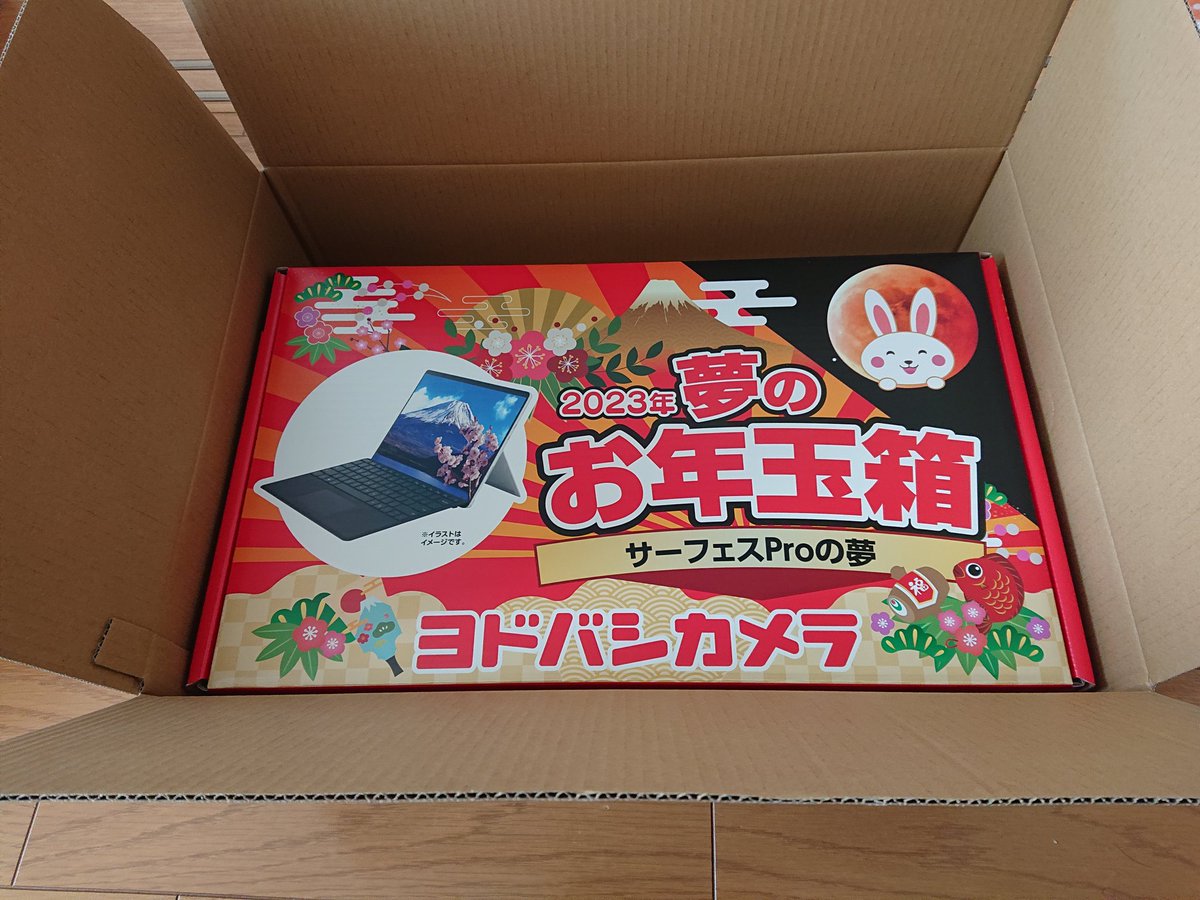 2023年 夢の
お年玉箱
サーフェスProの夢
※イラストは
イメージです。
福
ヨドバシカメラ